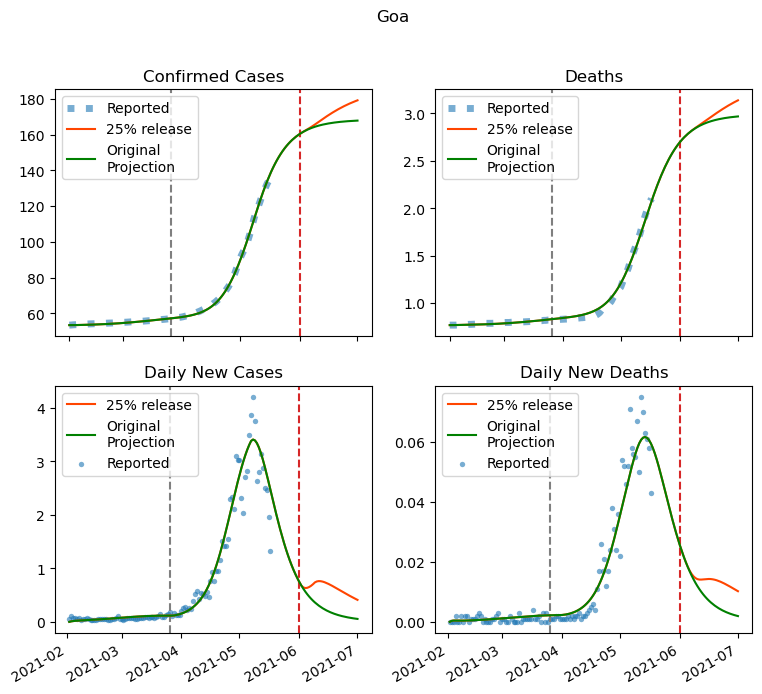 Goa
Confirmed Cases
180
160
140
120
100
80
60
Reported
25% release
Original
Projection
Deaths
3.0
2.5
2.0
1.5
1.0
Reported
25% release
Original
Projection
Daily New Cases
4
3
2
1
0
25% release
Original
Projection
Reported
2021-02
2021-03
2021-04
2021-05
2021-06
2021-07
Daily New Deaths
0.06
0.04
0.02
0.00
25% release
Original
Projection
Reported
2021-02
2021-03
2021-04
2021-05
2021-06
2021-07